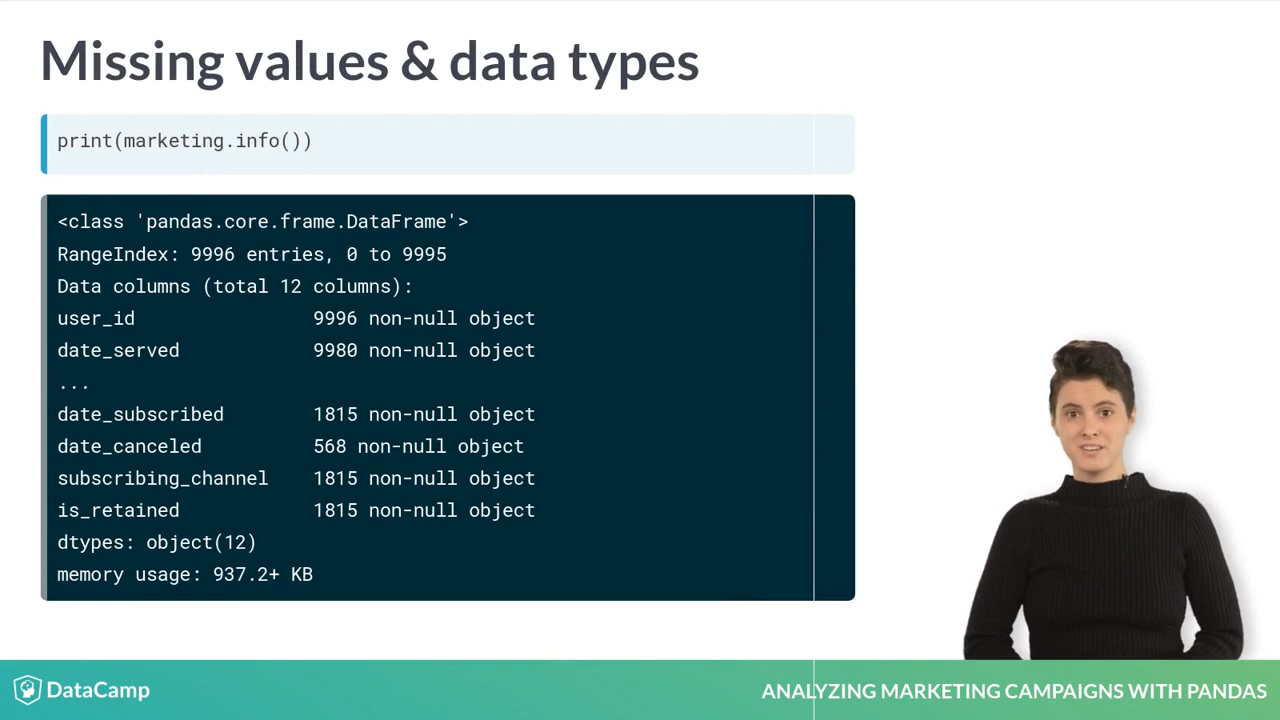 Missing values & data types
print(marketing.info())
<class 'pandas.core.frame.DataFrame'>
RangeIndex: 9996 entries, 0 to 9995
Data columns (total 12 columns):
user_id 9996 non-null object
date_served 9980 non-null object
...
date_subscribed 1815 non-null object
date_canceled 568 non-null object
subscribing_channel 1815 non-null object
is_retained 1815 non-null object
dtypes: object(12)
memory usage: 937.2+ KB
DataCamp
ANALYZING MARKETING CAMPAIGNS WITH PANDAS